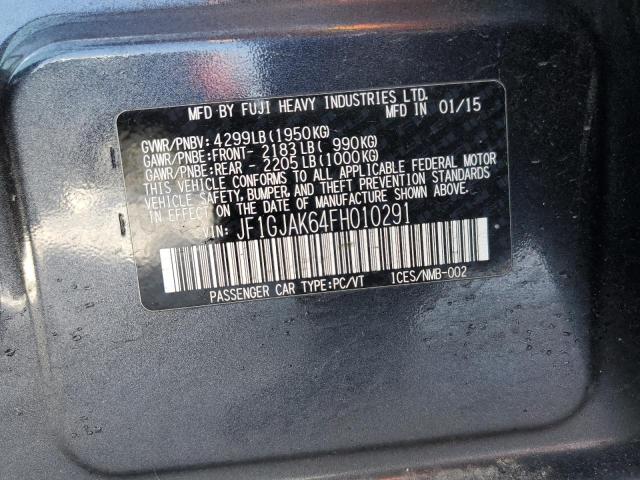 MFD BY FUJI HEAVY INDUSTRIES LTD.
MFD IN 01/15
GVWR/PNBV: 4299LB(1950KG)
GAWR/PNBE:FRONT- 2183LB( 990KG)
GAWR/PNBE:REAR - 2205LB(1000KG)
THIS VEHICLE CONFORMS TO ALL APPLICABLE FEDERAL MOTOR
VEHICLE SAFETY, BUMPER, AND THEFT PREVENTION STANDARDS
IN EFFECT ON THE DATE OF MANUFACTURE SHOWN ABOVE.
VIN: JF1GJAK64FH010291
PASSENGER CAR TYPE:PC/VT ICES/NMB-002